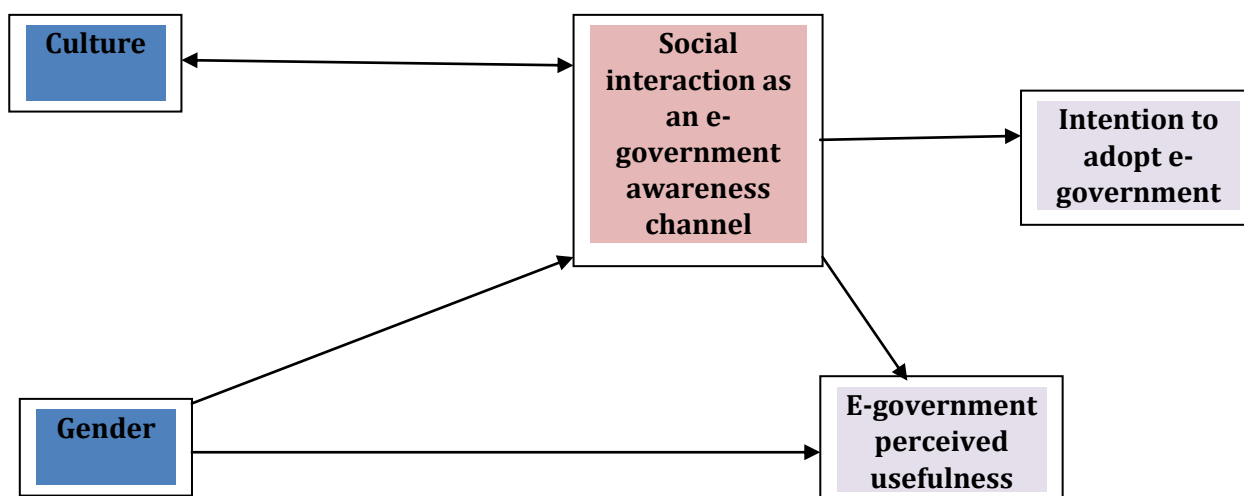 Culture
Social
interaction as
an e-
government
awareness
channel
Intention to
adopt e-
government
Gender
E-government
perceived
usefulness